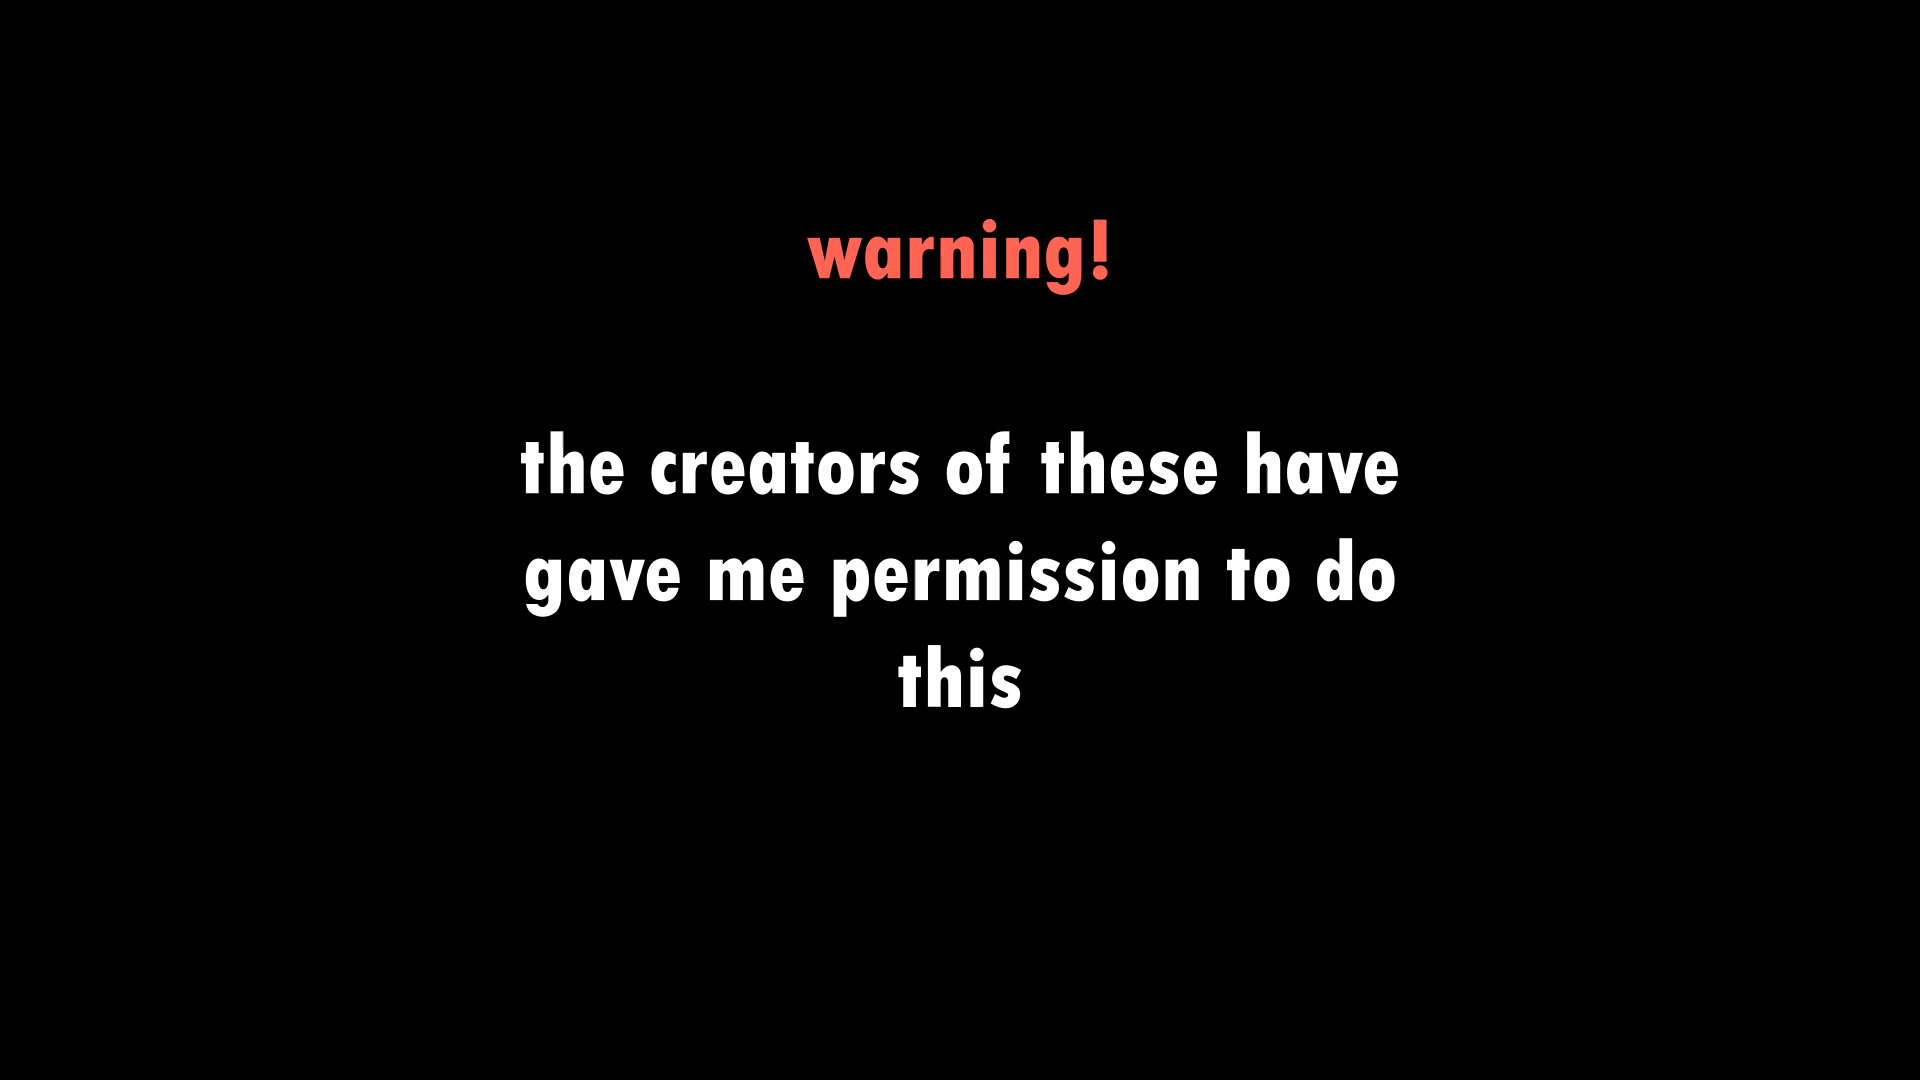 warning!
the creators of these have
gave me permission to do
this